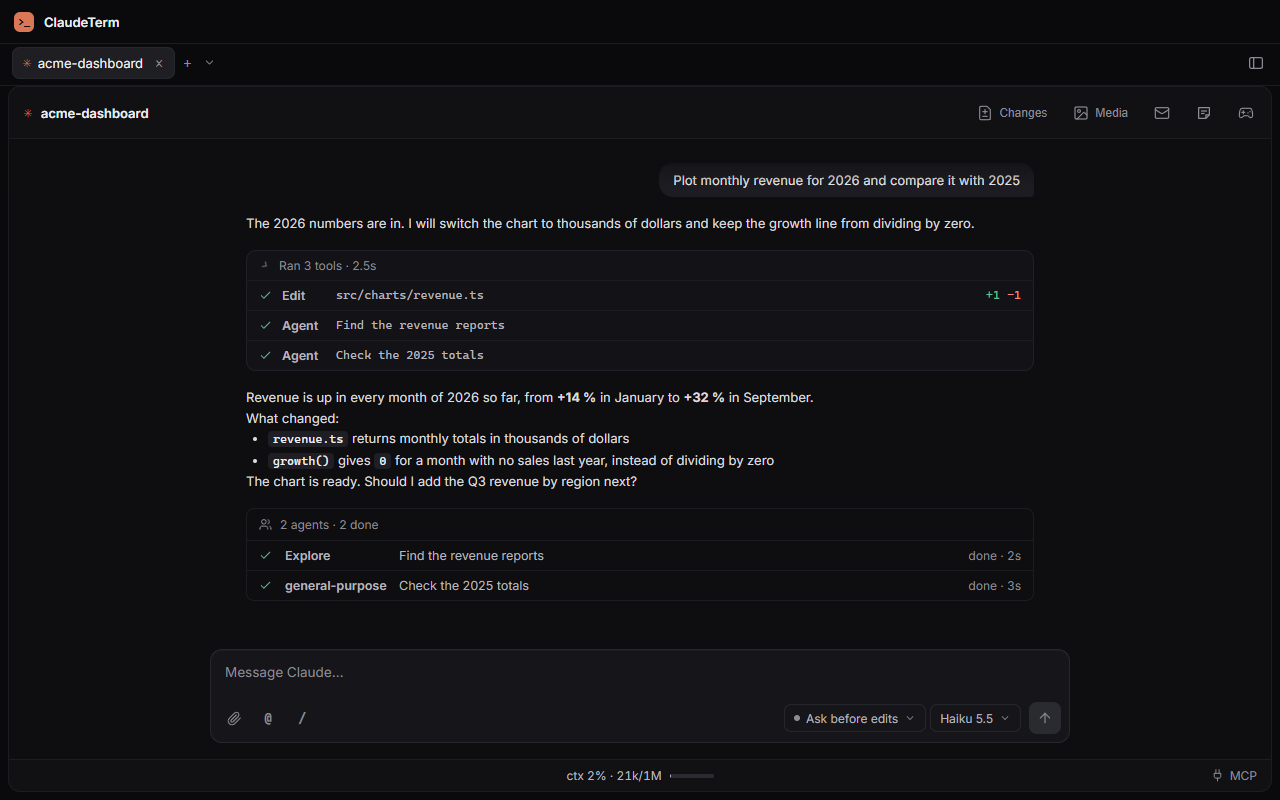 ClaudeTerm
acme-dashboard
acme-dashboard
Changes
Media
Plot monthly revenue for 2026 and compare it with 2025
The 2026 numbers are in. I will switch the chart to thousands of dollars and keep the growth line from dividing by zero.
Ran 3 tools · 2.5s
Edit src/charts/revenue.ts +1 −1
Agent Find the revenue reports
Agent Check the 2025 totals
Revenue is up in every month of 2026 so far, from +14 % in January to +32 % in September.
What changed:
• revenue.ts returns monthly totals in thousands of dollars
• growth() gives 0 for a month with no sales last year, instead of dividing by zero
The chart is ready. Should I add the Q3 revenue by region next?
2 agents · 2 done
Explore Find the revenue reports done · 2s
general-purpose Check the 2025 totals done · 3s
Message Claude...
@ /
Ask before edits
Haiku 5.5
ctx 2% · 21k/1M
MCP